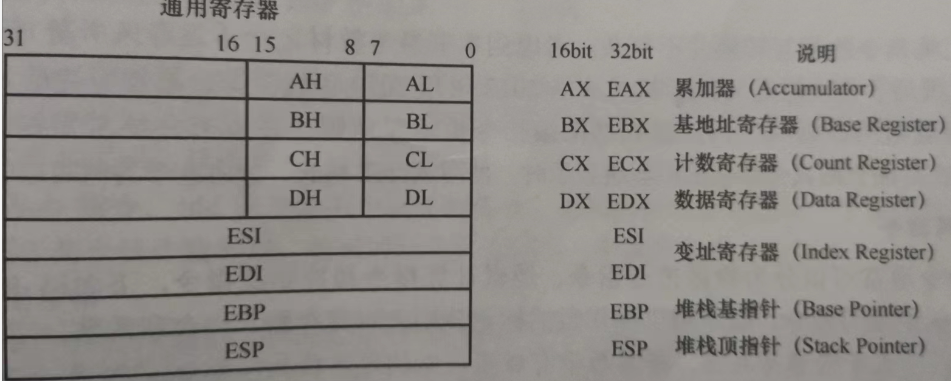 通用寄存器
31 16 15 8 7 0 16bit 32bit 说明
AH AL AX EAX 累加器（Accumulator）
BH BL BX EBX 基地址寄存器（Base Register）
CH CL CX ECX 计数寄存器（Count Register）
DH DL DX EDX 数据寄存器（Data Register）
ESI ESI
变址寄存器（Index Register）
EDI EDI
EBP EBP 堆栈基指针（Base Pointer）
ESP ESP 堆栈顶指针（Stack Pointer）